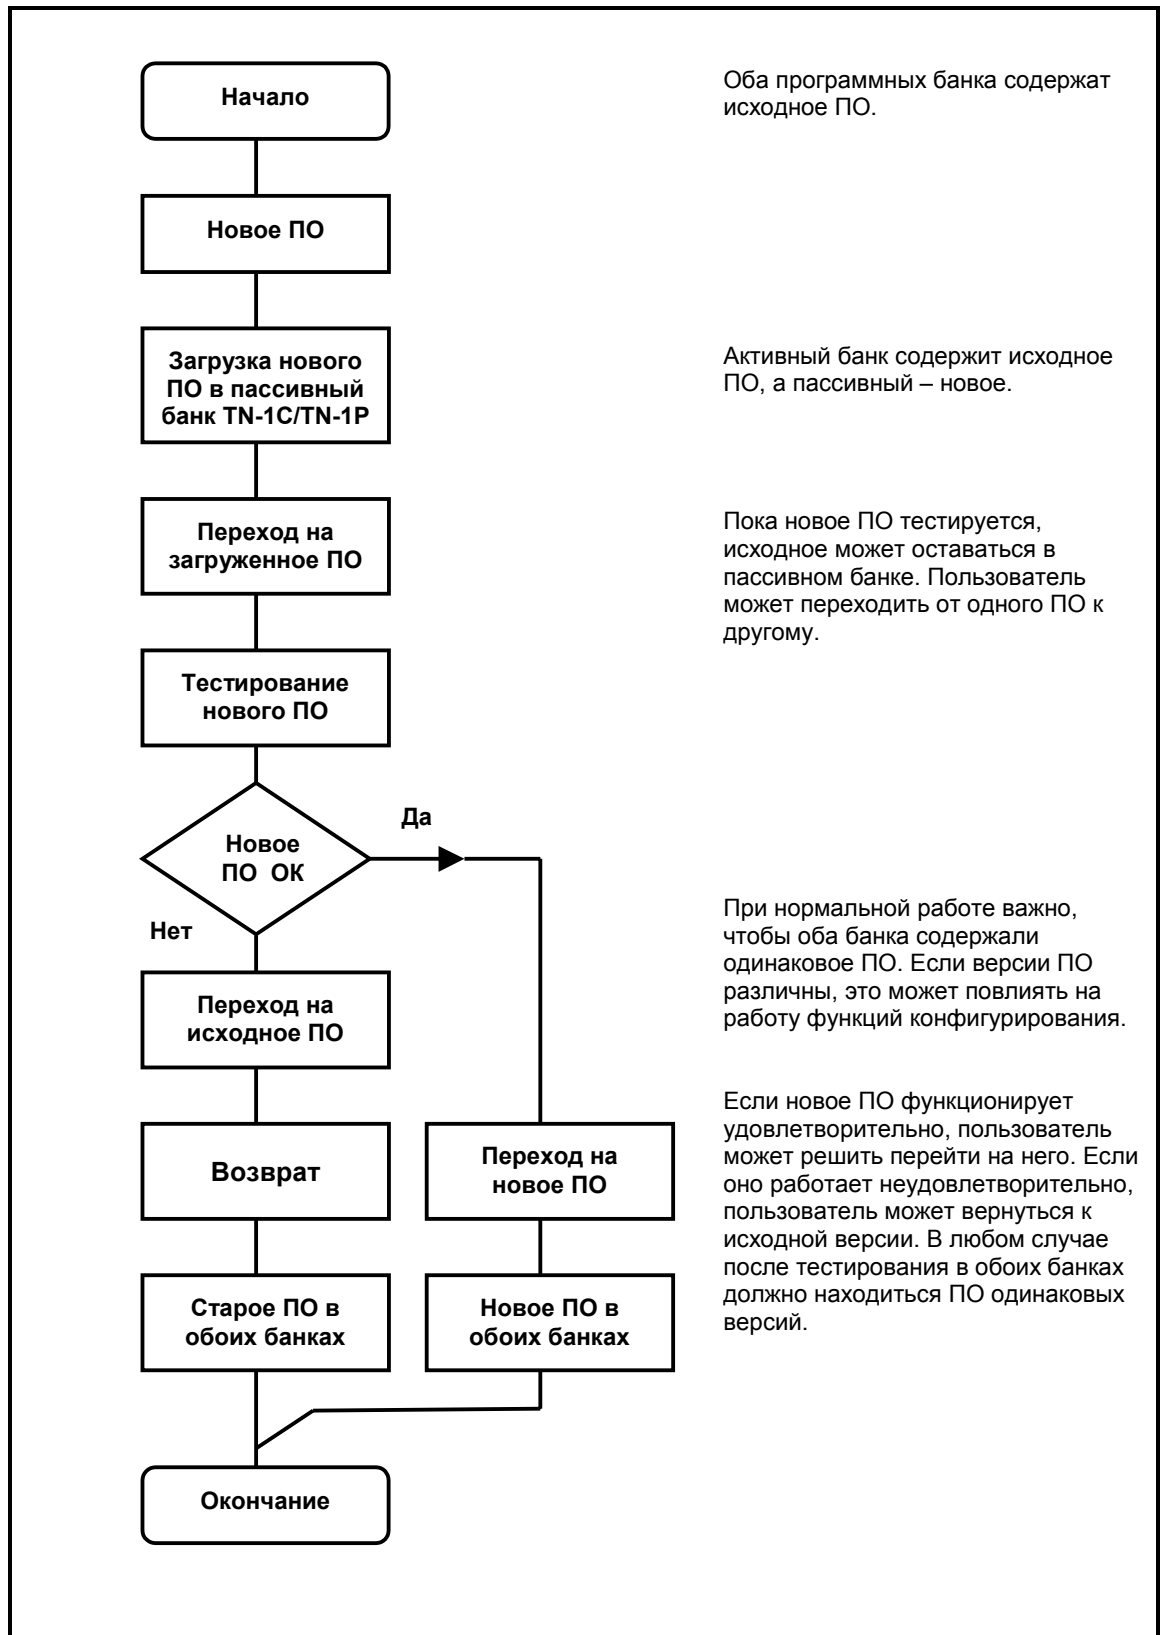 Начало
Оба программных банка содержат
исходное ПО.
Новое ПО
Загрузка нового
ПО в пассивный
банк TN-1C/TN-1P
Активный банк содержит исходное
ПО, а пассивный – новое.
Переход на
загруженное ПО
Пока новое ПО тестируется,
исходное может оставаться в
пассивном банке. Пользователь
может переходить от одного ПО к
другому.
Тестирование
нового ПО
Да
Новое
ПО ОК
Нет
При нормальной работе важно,
чтобы оба банка содержали
одинаковое ПО. Если версии ПО
различны, это может повлиять на
работу функций конфигурирования.
Переход на
исходное ПО
Возврат
Переход на
новое ПО
Если новое ПО функционирует
удовлетворительно, пользователь
может решить перейти на него. Если
оно работает неудовлетворительно,
пользователь может вернуться к
исходной версии. В любом случае
после тестирования в обоих банках
должно находиться ПО одинаковых
версий.
Старое ПО в
обоих банках
Новое ПО в
обоих банках
Окончание